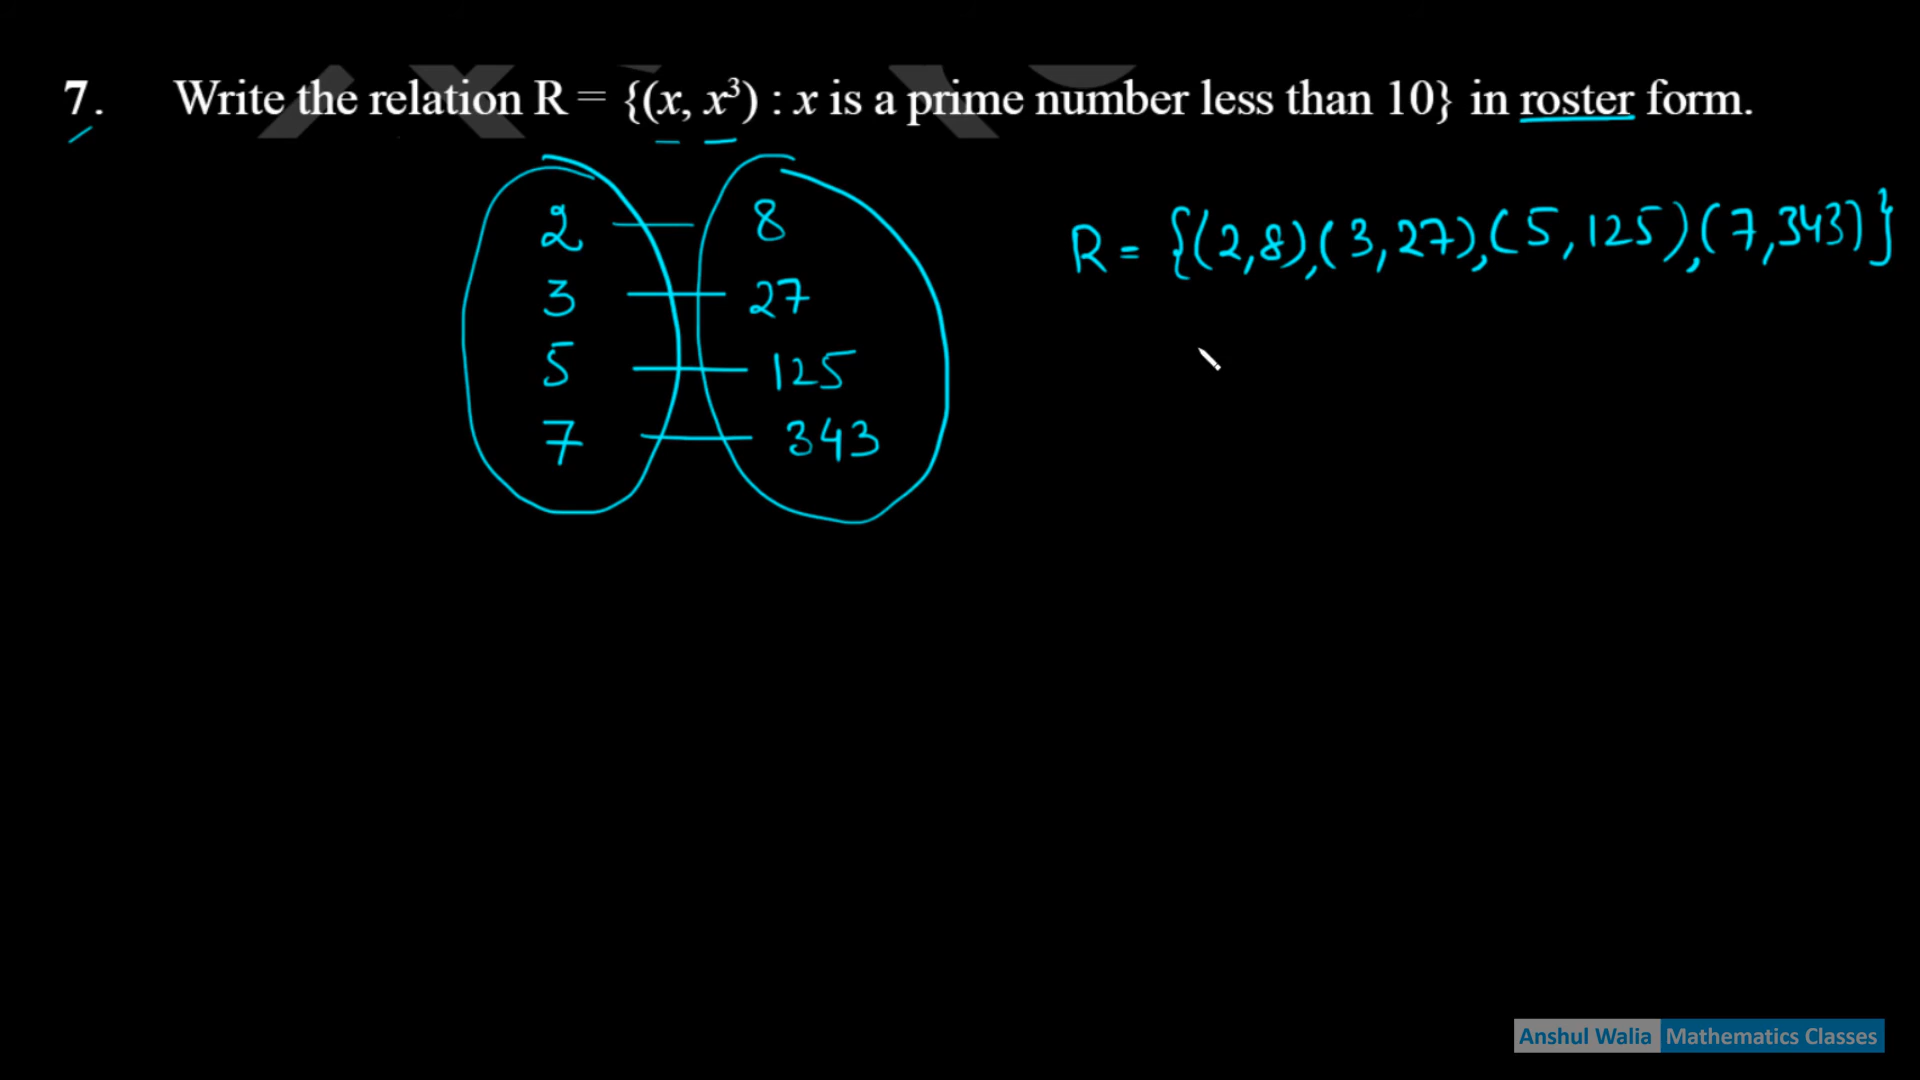 7. Write the relation R = {(x, x³) : x is a prime number less than 10} in roster form.
2 — 8
3 — 27
5 — 125
7 — 343
R = {(2,8),(3,27),(5,125),(7,343)}
Anshul Walia Mathematics Classes